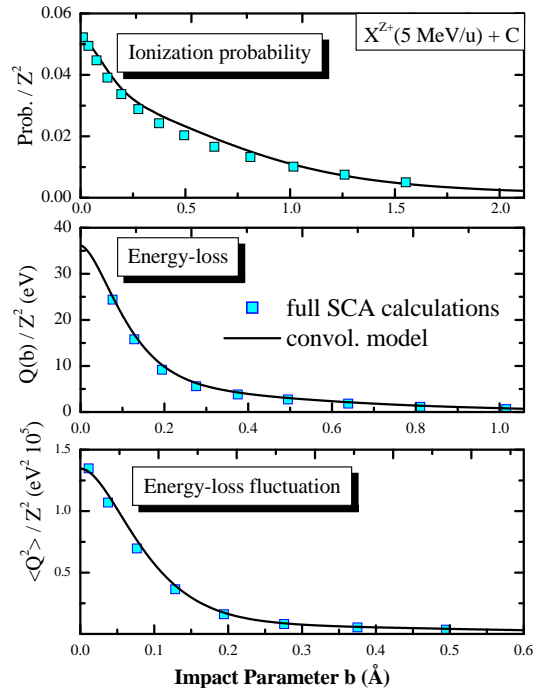 X^Z+(5 MeV/u) + C
Ionization probability
Prob. / Z²
0.06
0.04
0.02
0.00
0.0 0.5 1.0 1.5 2.0
Energy-loss
Q(b) / Z² (eV)
40
30
20
10
0
full SCA calculations
convol. model
0.0 0.2 0.4 0.6 0.8 1.0
Energy-loss fluctuation
<Q²> / Z² (eV² 10⁵)
1.5
1.0
0.5
0.0 0.1 0.2 0.3 0.4 0.5 0.6
Impact Parameter b (Å)